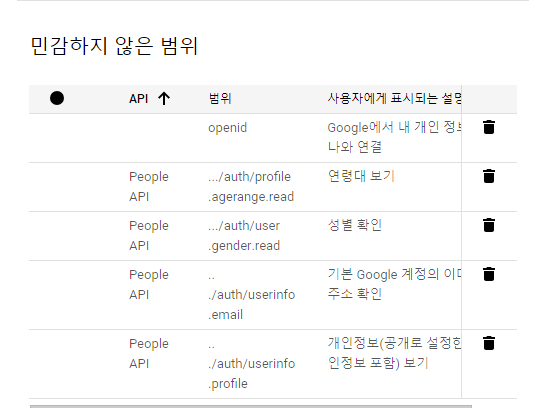 민감하지 않은 범위
API 범위 사용자에게 표시되는 설명
openid Google에서 내 개인 정보
나와 연결
People .../auth/profile 연령대 보기
API .agerange.read
People .../auth/user 성별 확인
API .gender.read
People .. 기본 Google 계정의 이메
API ./auth/userinfo 주소 확인
.email
People .. 개인정보(공개로 설정한
API ./auth/userinfo 인정보 포함) 보기
.profile